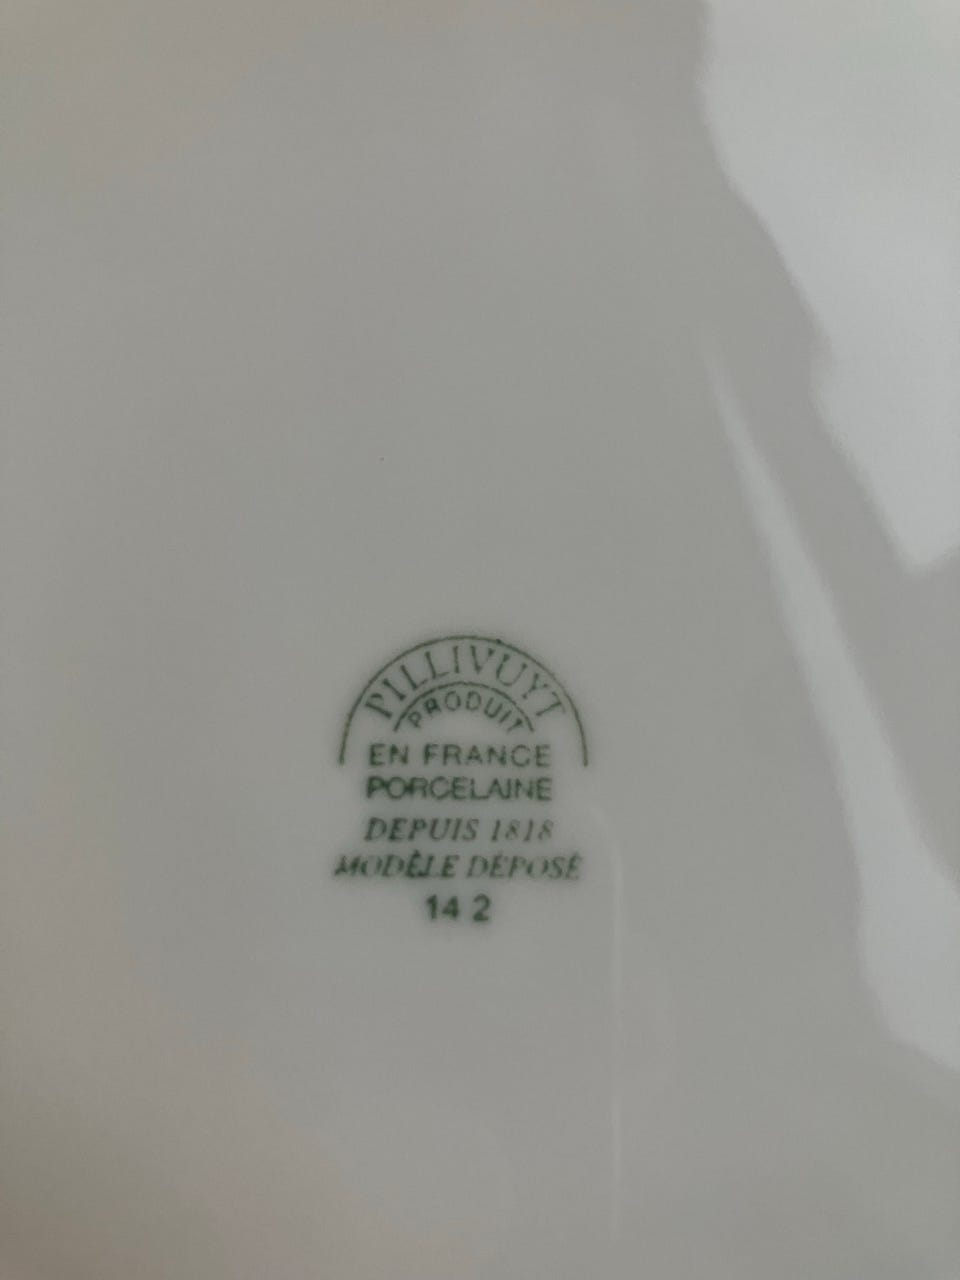 PILLIVUYT
PRODUIT
EN FRANCE
PORCELAINE
DEPUIS 1818
MODÈLE DÉPOSÉ
14 2